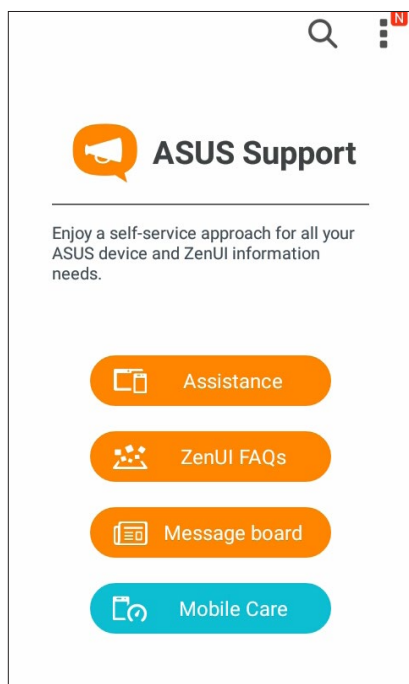 N
ASUS Support
Enjoy a self-service approach for all your
ASUS device and ZenUI information
needs.
Assistance
ZenUI FAQs
Message board
Mobile Care